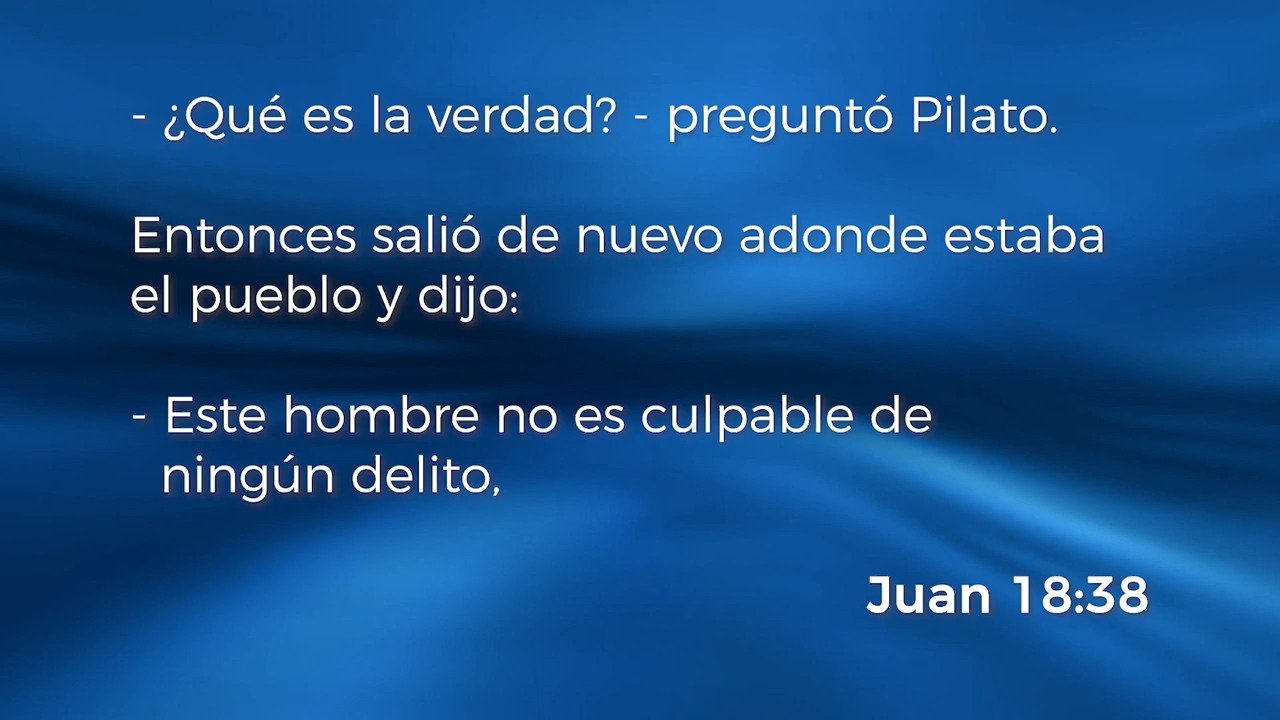 - ¿Qué es la verdad? - preguntó Pilato.
Entonces salió de nuevo adonde estaba
el pueblo y dijo:
- Este hombre no es culpable de
ningún delito,
Juan 18:38